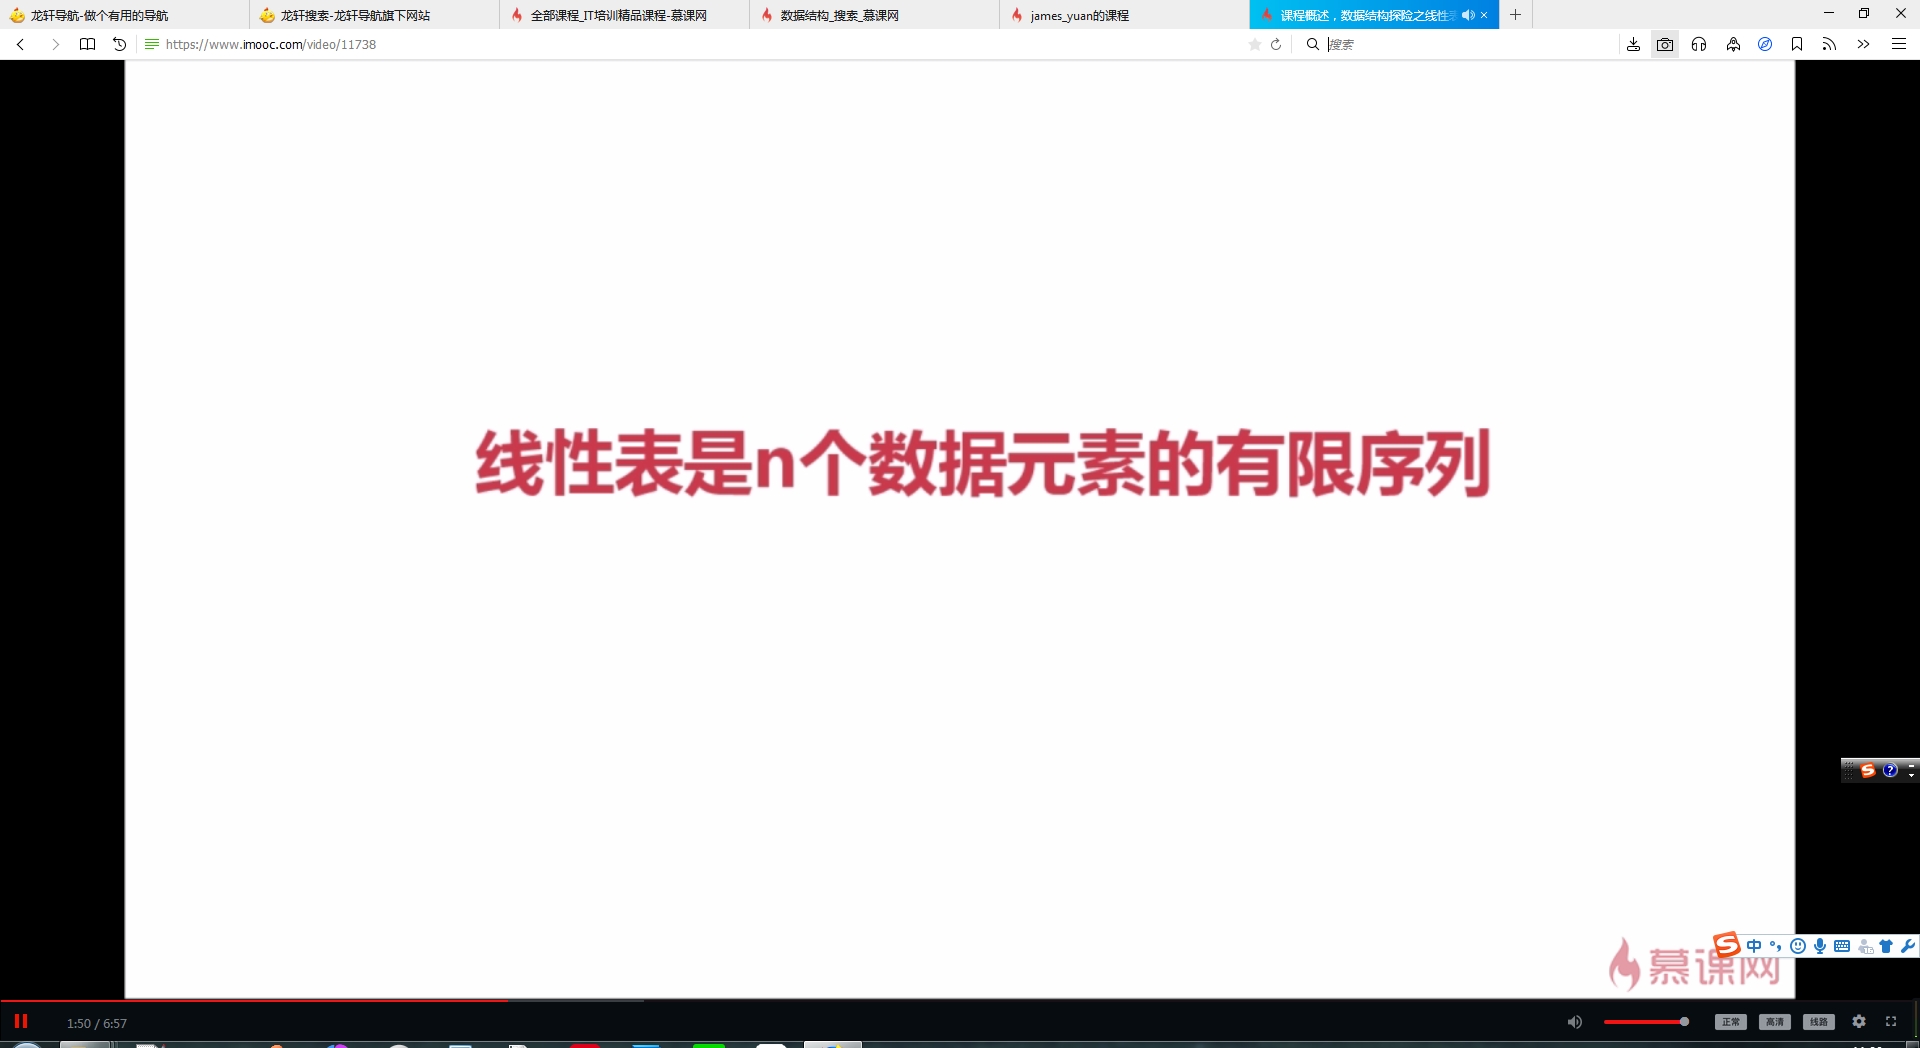 龙轩导航-做个有用的导航
龙轩搜索-龙轩导航旗下网站
全部课程_IT培训精品课程-慕课网
数据结构_搜索_慕课网
james_yuan的课程
课程概述，数据结构探险之线性
https://www.imooc.com/video/11738
搜索
线性表是n个数据元素的有限序列
中
慕课网
1:50 / 6:57
正常
高清
线路